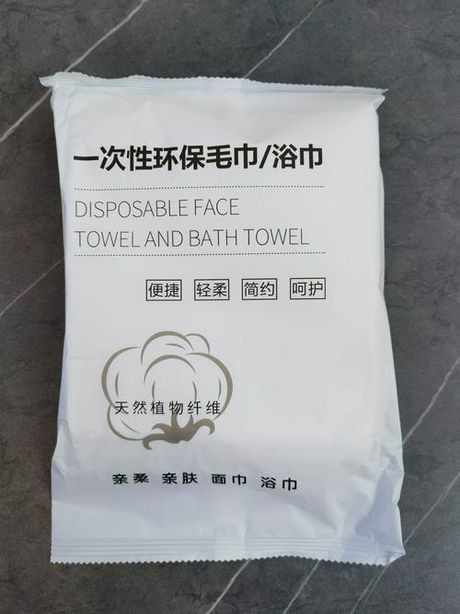 一次性环保毛巾/浴巾
DISPOSABLE FACE
TOWEL AND BATH TOWEL
便捷 轻柔 简约 呵护
天然植物纤维
亲柔 亲肤 面巾 浴巾